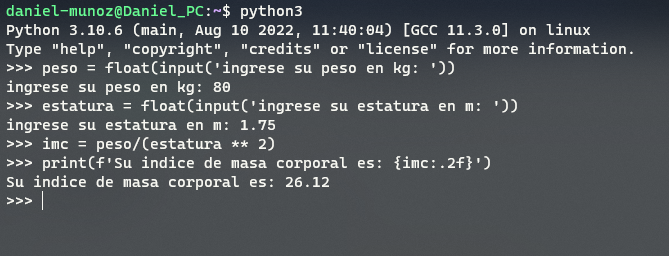 daniel-munoz@Daniel_PC:~$ python3
Python 3.10.6 (main, Aug 10 2022, 11:40:04) [GCC 11.3.0] on linux
Type "help", "copyright", "credits" or "license" for more information.
>>> peso = float(input('ingrese su peso en kg: '))
ingrese su peso en kg: 80
>>> estatura = float(input('ingrese su estatura en m: '))
ingrese su estatura en m: 1.75
>>> imc = peso/(estatura ** 2)
>>> print(f'Su indice de masa corporal es: {imc:.2f}')
Su indice de masa corporal es: 26.12
>>>